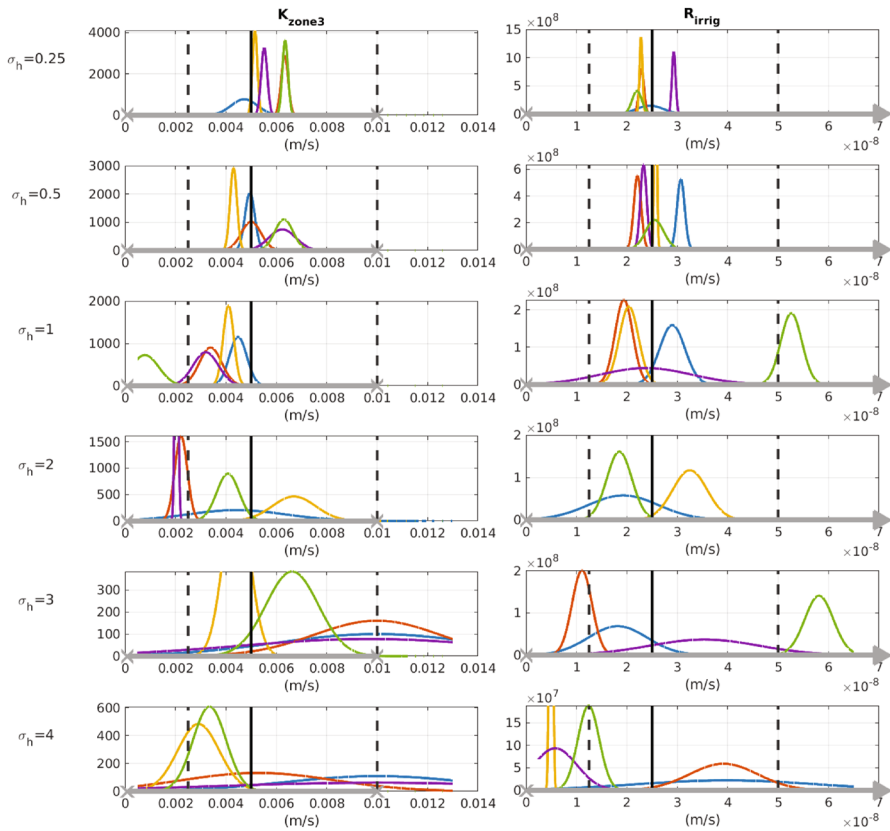 K_zone3 R_irrig
σ_h=0.25
4000 2000 0
0 0.002 0.004 0.006 0.008 0.01 0.012 0.014
(m/s)
×10^8
15 10 5 0
0 1 2 3 4 5 6 7
(m/s) ×10^-8
σ_h=0.5
3000 2000 1000 0
0 0.002 0.004 0.006 0.008 0.01 0.012 0.014
(m/s)
×10^8
6 4 2 0
0 1 2 3 4 5 6 7
(m/s) ×10^-8
σ_h=1
2000 1000 0
0 0.002 0.004 0.006 0.008 0.01 0.012 0.014
(m/s)
×10^8
2 1 0
0 1 2 3 4 5 6 7
(m/s) ×10^-8
σ_h=2
1500 1000 500 0
0 0.002 0.004 0.006 0.008 0.01 0.012 0.014
(m/s)
×10^8
2 1 0
0 1 2 3 4 5 6 7
(m/s) ×10^-8
σ_h=3
300 200 100 0
0 0.002 0.004 0.006 0.008 0.01 0.012 0.014
(m/s)
×10^8
2 1 0
0 1 2 3 4 5 6 7
(m/s) ×10^-8
σ_h=4
600 400 200 0
0 0.002 0.004 0.006 0.008 0.01 0.012 0.014
(m/s)
×10^7
15 10 5 0
0 1 2 3 4 5 6 7
(m/s) ×10^-8